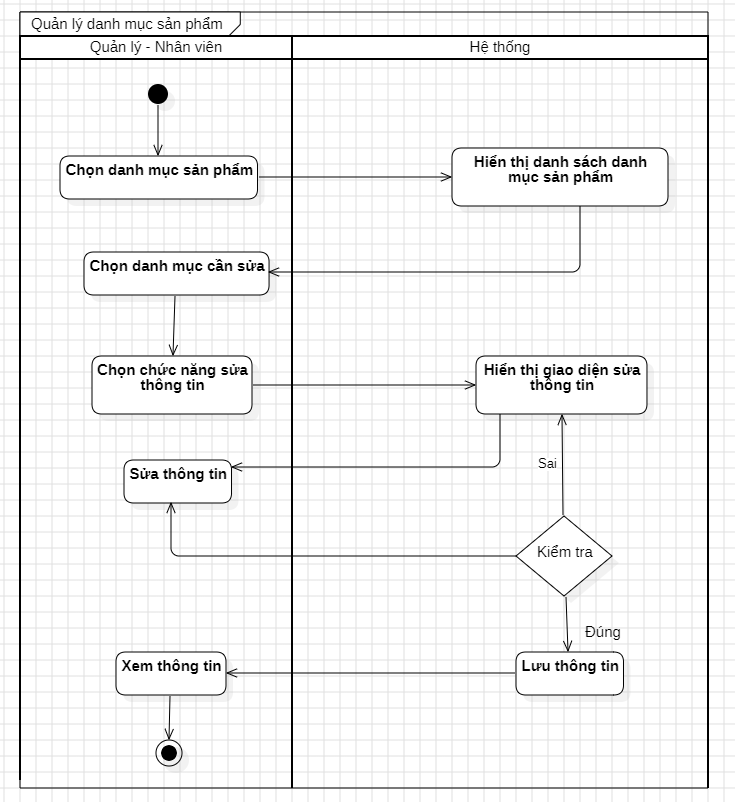 Quản lý danh mục sản phẩm
Quản lý - Nhân viên
Hệ thống
Chọn danh mục sản phẩm
Hiển thị danh sách danh
mục sản phẩm
Chọn danh mục cần sửa
Chọn chức năng sửa
thông tin
Hiển thị giao diện sửa
thông tin
Sai
Sửa thông tin
Kiểm tra
Đúng
Xem thông tin
Lưu thông tin